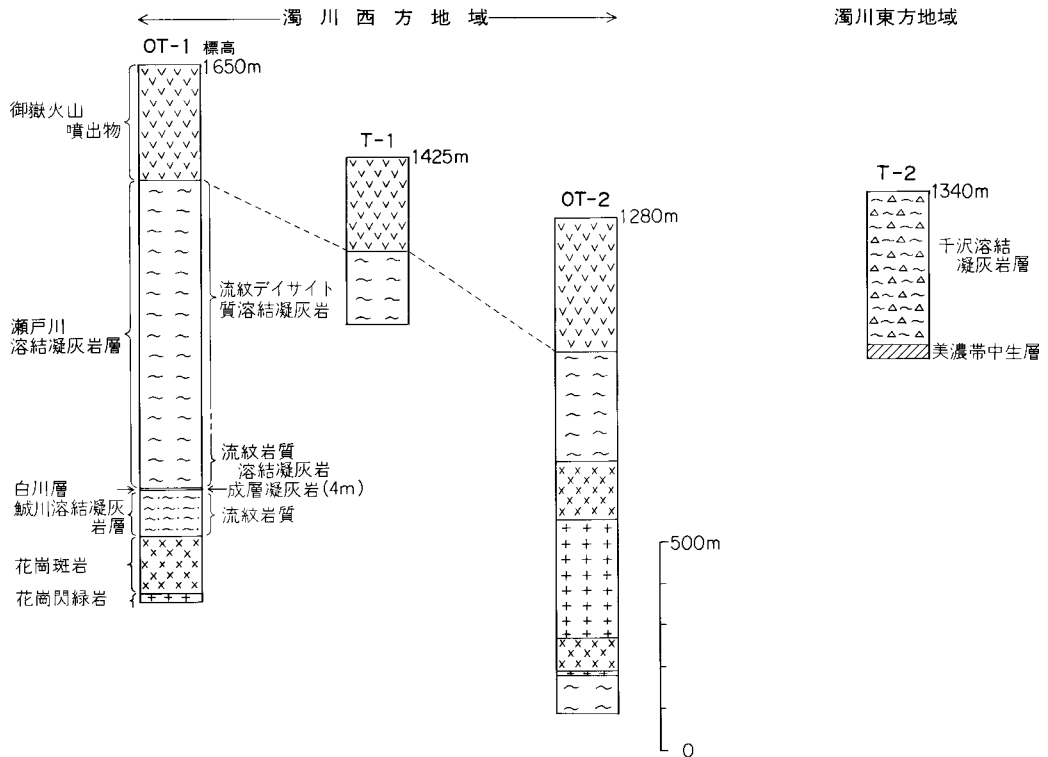 濁川西方地域
濁川東方地域
OT-1 標高
1650m
御嶽火山
噴出物
T-1
1425m
OT-2
1280m
T-2
1340m
千沢溶結
凝灰岩層
美濃帯中生層
流紋デイサイト
質溶結凝灰岩
瀬戸川
溶結凝灰岩層
流紋岩質
溶結凝灰岩
白川層
成層凝灰岩(4m)
鯎川溶結凝灰
岩層
流紋岩質
花崗斑岩
花崗閃緑岩
500m
0